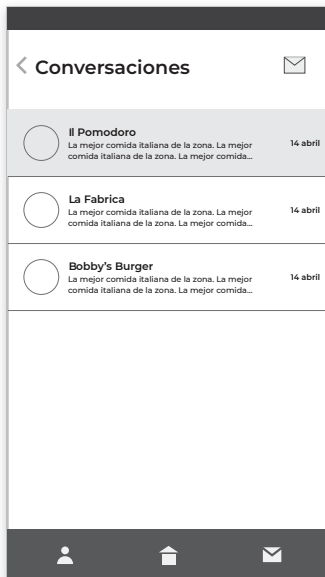 Conversaciones
Il Pomodoro
La mejor comida italiana de la zona. La mejor
comida italiana de la zona. La mejor comida...
14 abril
La Fabrica
La mejor comida italiana de la zona. La mejor
comida italiana de la zona. La mejor comida...
14 abril
Bobby's Burger
La mejor comida italiana de la zona. La mejor
comida italiana de la zona. La mejor comida...
14 abril